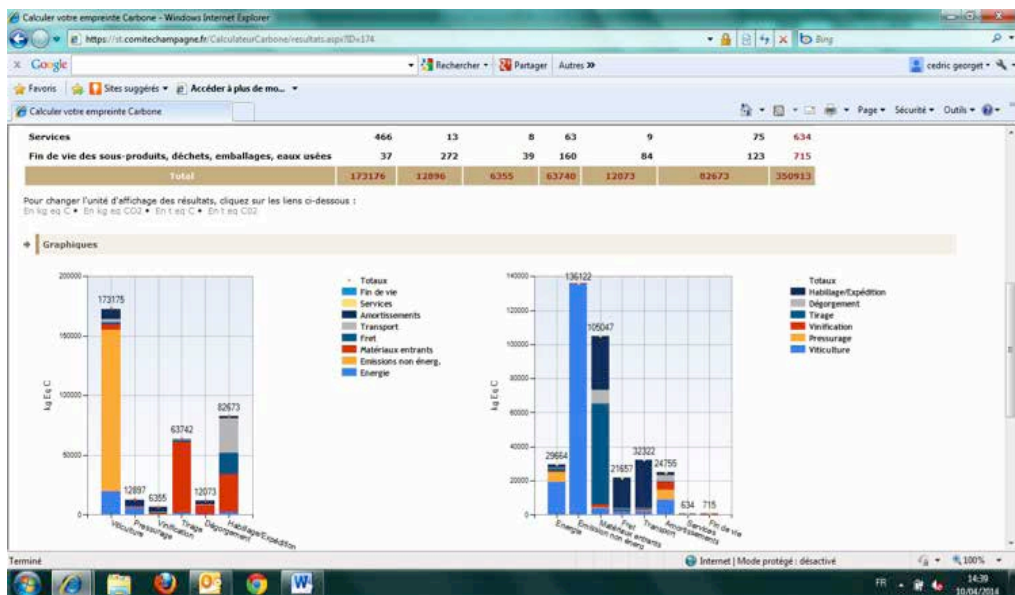 Calculer votre empreinte Carbone - Windows Internet Explorer
https://st.comitechampagne.fr/CalculateurCarbone/resultats.aspx?ID=174
Bing
Google
Rechercher Partager Autres »
cedric georget
Favoris Sites suggérés Accéder à plus de mo...
Calculer votre empreinte Carbone
Page Sécurité Outils
Services 466 13 8 63 9 75 634
Fin de vie des sous-produits, déchets, emballages, eaux usées 37 272 39 160 84 123 715
Total 173176 12896 6355 63740 12073 82673 350913
Pour changer l'unité d'affichage des résultats, cliquez sur les liens ci-dessous :
En kg eq C • En kg eq CO2 • En t eq C • En t eq C02
Graphiques
200000
150000
100000
50000
0
kg Eq C
173175
12897
6355
63742
12073
82673
Viticulture
Pressurage
Vinification
Tirage
Dégorgement
Habillage/Expédition
Totaux
Fin de vie
Services
Amortissements
Transport
Fret
Matériaux entrants
Emissions non énerg.
Energie
140000
120000
100000
80000
60000
40000
20000
0
kg Eq C
29664
136122
105047
21657
32322
24755
634
715
Energie
Emission non énerg
Matériaux entrants
Fret
Transport
Amortissements
Services
Fin de vie
Totaux
Habillage/Expédition
Dégorgement
Tirage
Vinification
Pressurage
Viticulture
Terminé
Internet | Mode protégé : désactivé
100%
FR
14:39
10/04/2014